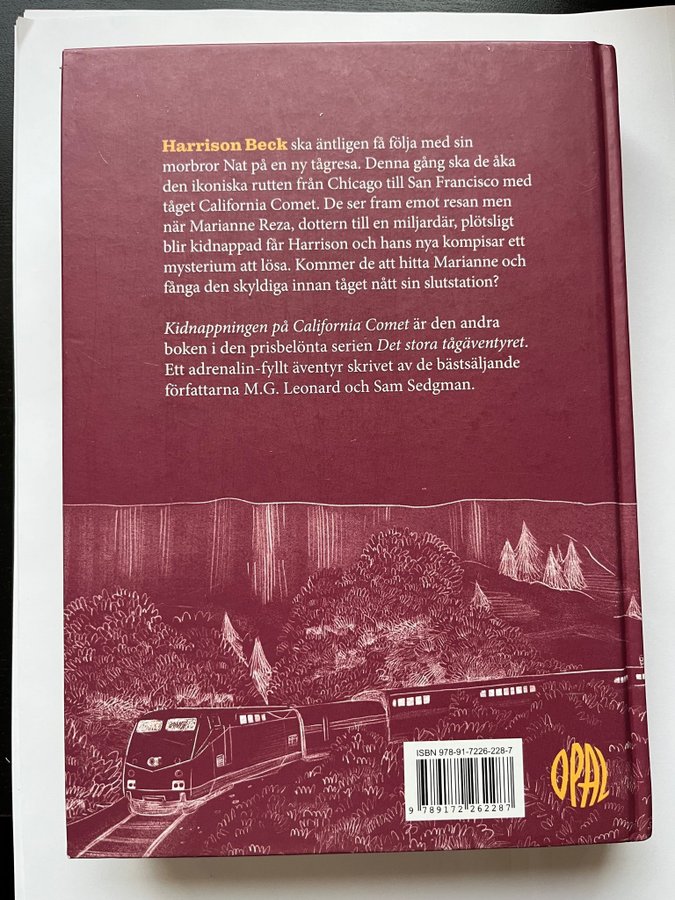 Harrison Beck ska äntligen få följa med sin
morbror Nat på en ny tågresa. Denna gång ska de åka
den ikoniska rutten från Chicago till San Francisco med
tåget California Comet. De ser fram emot resan men
när Marianne Reza, dottern till en miljardär, plötsligt
blir kidnappad får Harrison och hans nya kompisar ett
mysterium att lösa. Kommer de att hitta Marianne och
fånga den skyldiga innan tåget nått sin slutstation?
Kidnappningen på California Comet är den andra
boken i den prisbelönta serien Det stora tågäventyret.
Ett adrenalin-fyllt äventyr skrivet av de bästsäljande
författarna M.G. Leonard och Sam Sedgman.
ISBN 978-91-7226-228-7
9 789172 262287
OPAL